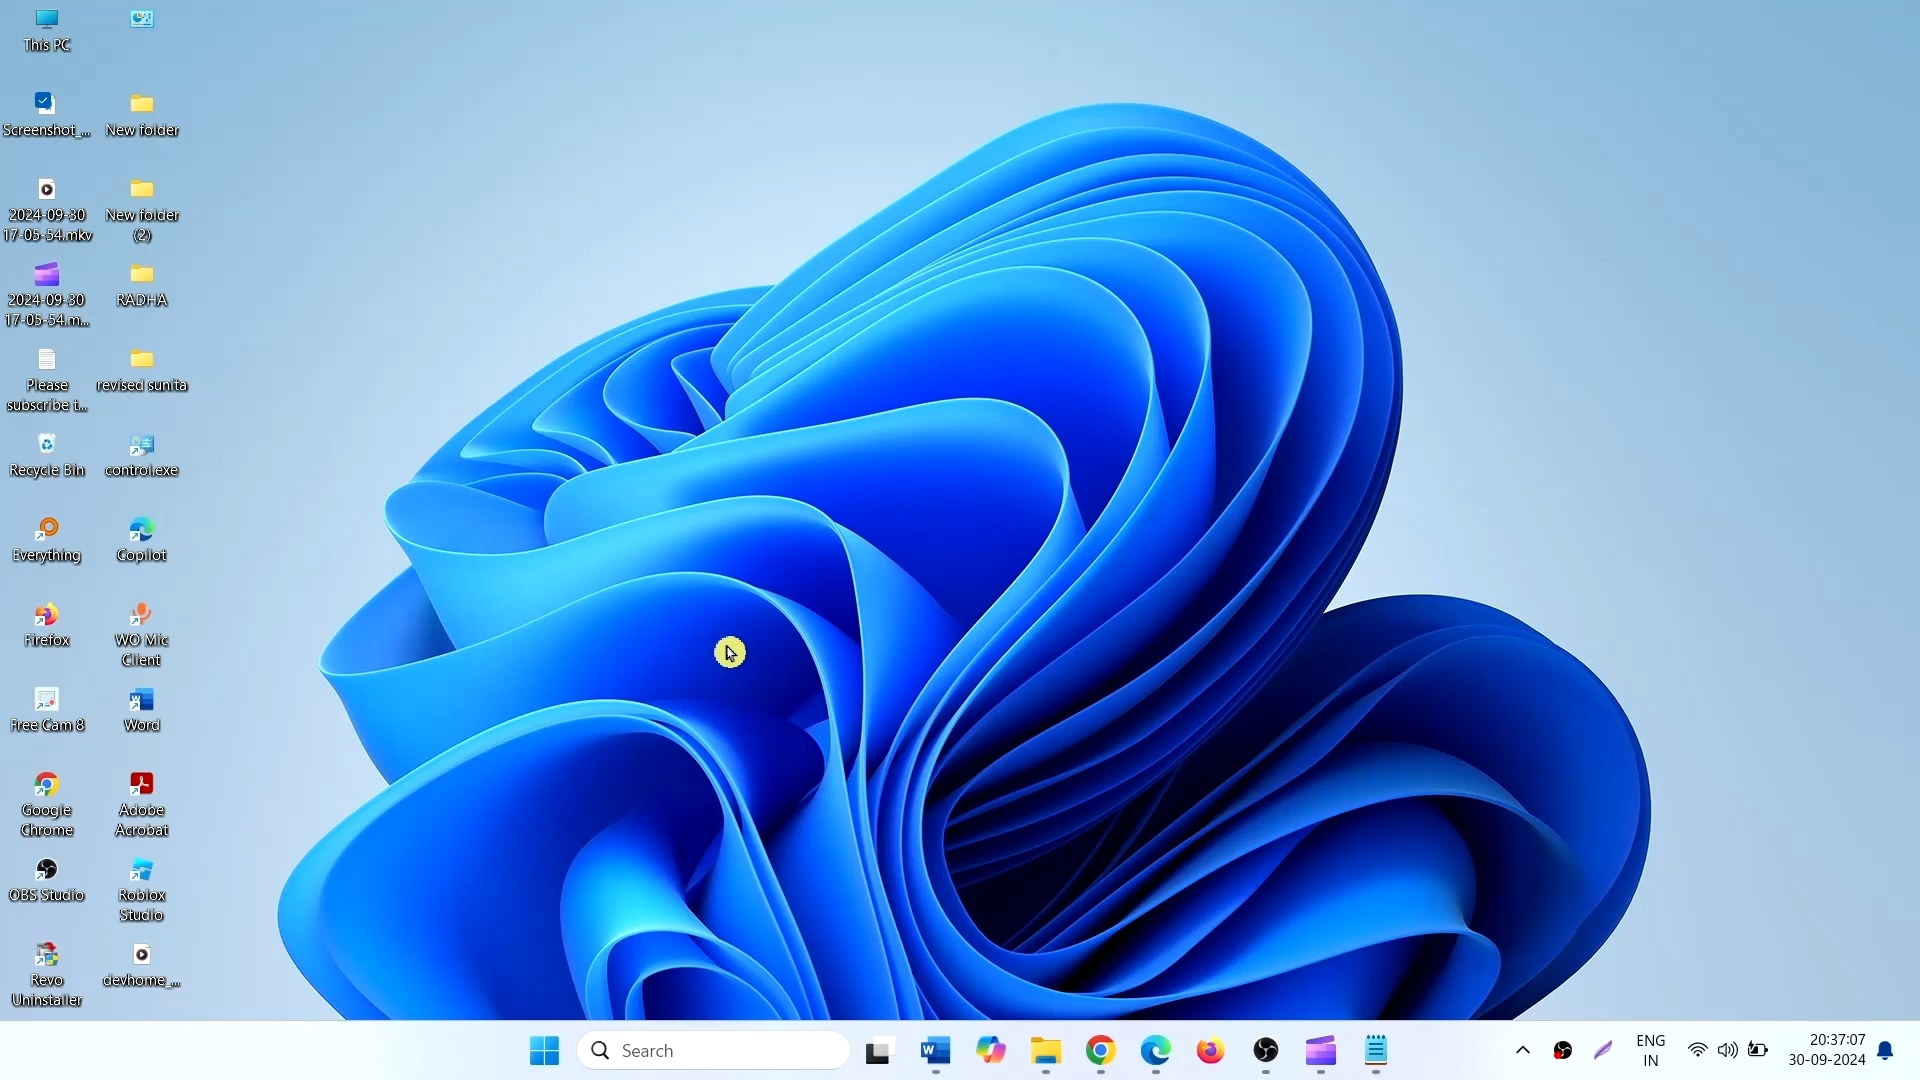 This PC
Screenshot_...
New folder
2024-09-30
17-05-54.mkv
New folder
(2)
2024-09-30
17-05-54.m...
RADHA
Please
subscribe t...
revised sunita
Recycle Bin
control.exe
Everything
Copilot
Firefox
WO Mic
Client
Free Cam 8
Word
Google
Chrome
Adobe
Acrobat
OBS Studio
Roblox
Studio
Revo
Uninstaller
devhome_...
Search
ENG
IN
20:37:07
30-09-2024